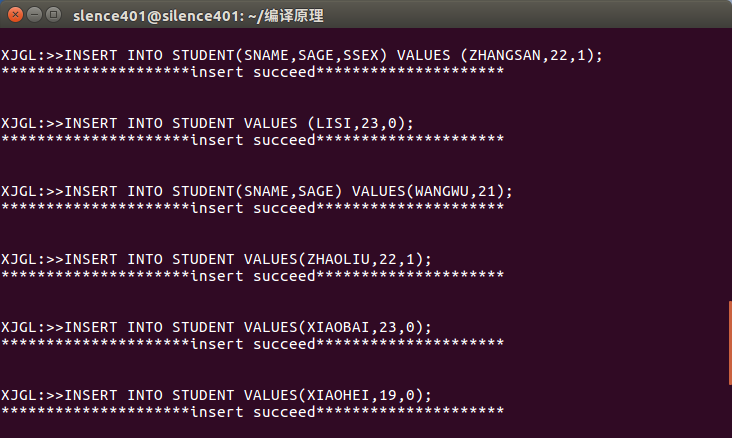 slence401@silence401: ~/编译原理
XJGL:>>INSERT INTO STUDENT(SNAME,SAGE,SSEX) VALUES (ZHANGSAN,22,1);
*********************insert succeed*********************
XJGL:>>INSERT INTO STUDENT VALUES (LISI,23,0);
*********************insert succeed*********************
XJGL:>>INSERT INTO STUDENT(SNAME,SAGE) VALUES(WANGWU,21);
*********************insert succeed*********************
XJGL:>>INSERT INTO STUDENT VALUES(ZHAOLIU,22,1);
*********************insert succeed*********************
XJGL:>>INSERT INTO STUDENT VALUES(XIAOBAI,23,0);
*********************insert succeed*********************
XJGL:>>INSERT INTO STUDENT VALUES(XIAOHEI,19,0);
*********************insert succeed*********************